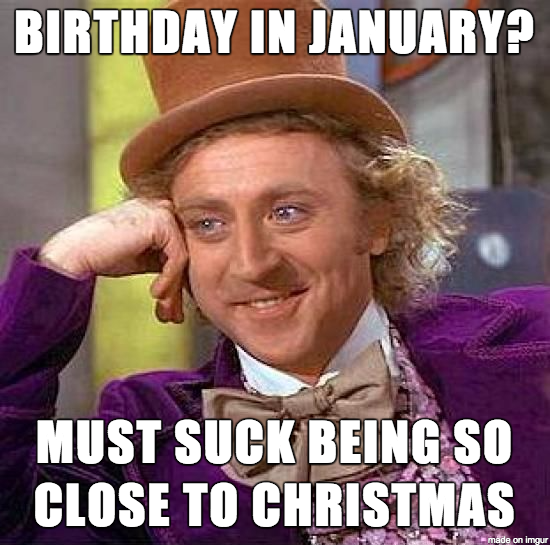 BIRTHDAY IN JANUARY?
MUST SUCK BEING SO
CLOSE TO CHRISTMAS
made on imgur